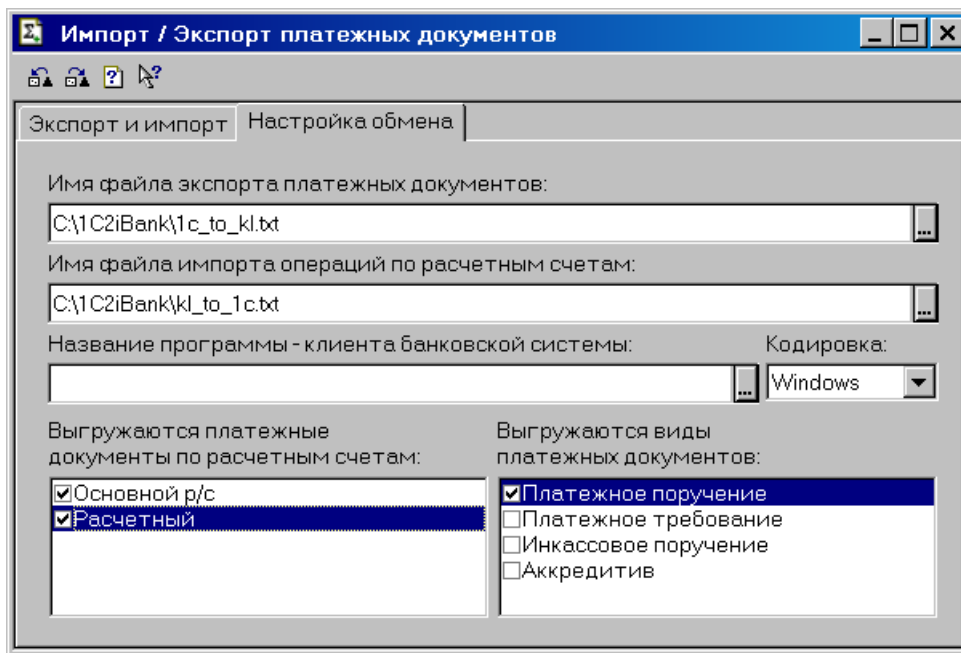 Импорт / Экспорт платежных документов
Экспорт и импорт
Настройка обмена
Имя файла экспорта платежных документов:
C:\1C2iBank\1c_to_kl.txt
...
Имя файла импорта операций по расчетным счетам:
C:\1C2iBank\kl_to_1c.txt
...
Название программы - клиента банковской системы:
Кодировка:
...
Windows
Выгружаются платежные
документы по расчетным счетам:
Выгружаются виды
платежных документов:
Основной р/с
Расчетный
Платежное поручение
Платежное требование
Инкассовое поручение
Аккредитив